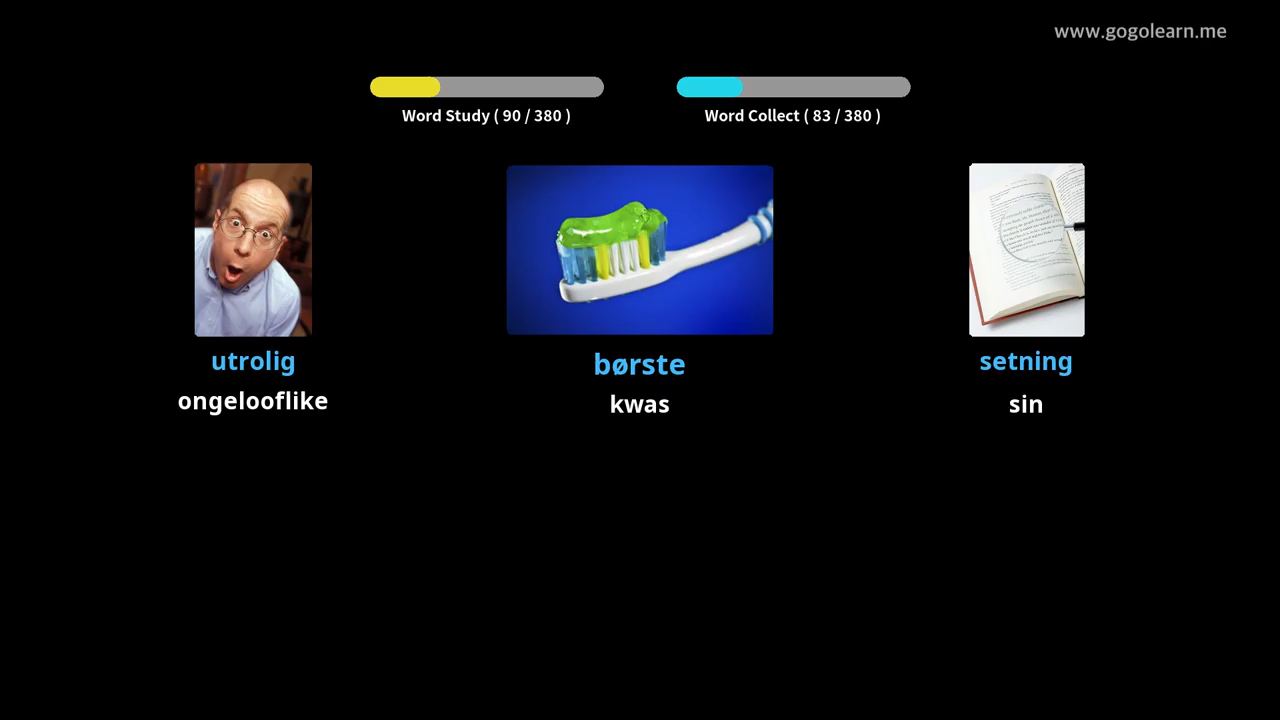 www.gogolearn.me
Word Study ( 90 / 380 )
Word Collect ( 83 / 380 )
utrolig
ongelooflike
børste
kwas
setning
sin